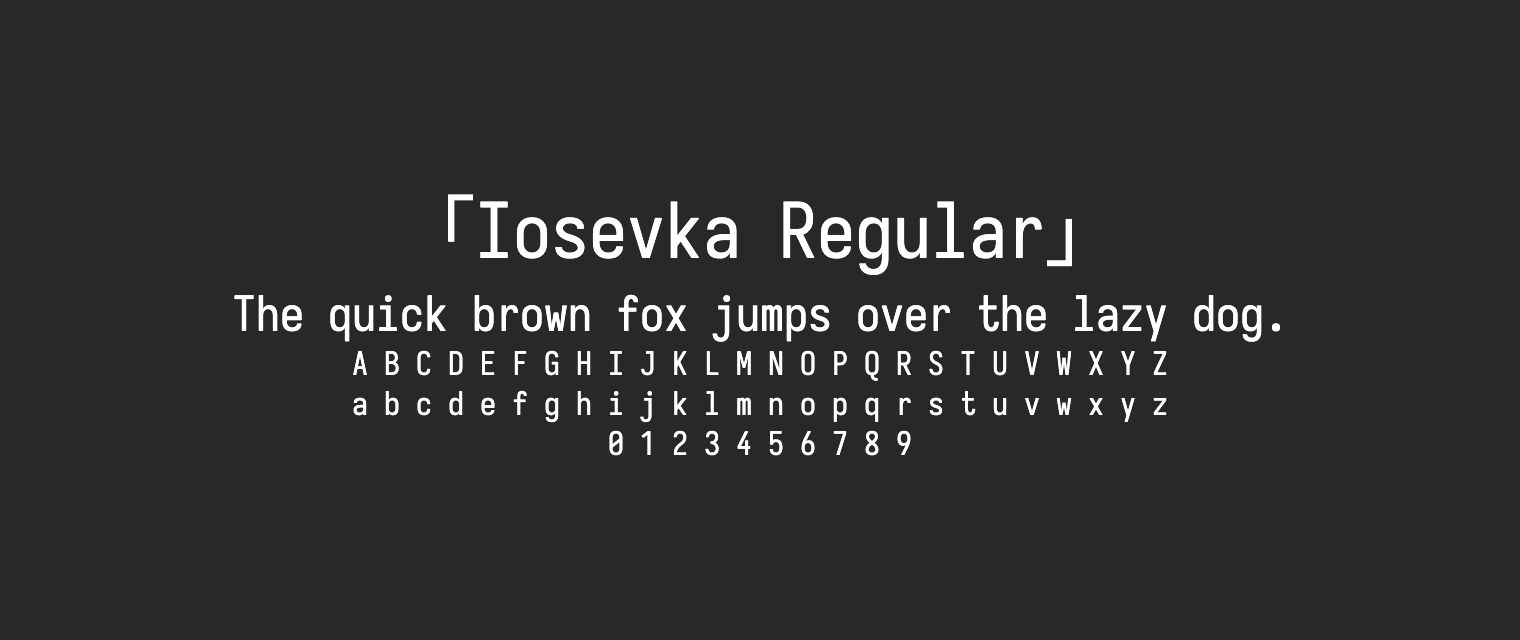 「Iosevka Regular」
The quick brown fox jumps over the lazy dog.
A B C D E F G H I J K L M N O P Q R S T U V W X Y Z
a b c d e f g h i j k l m n o p q r s t u v w x y z
0 1 2 3 4 5 6 7 8 9